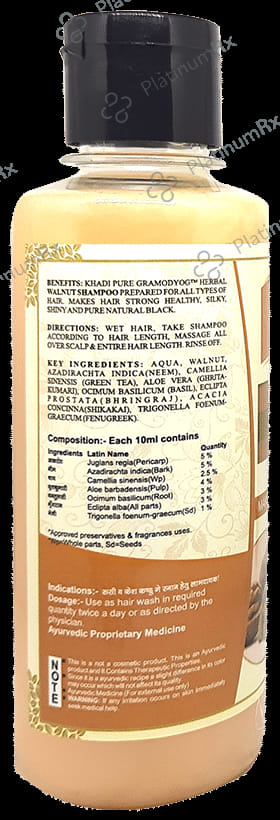 PlatinumRx
BENEFITS: KHADI PURE GRAMODYOG™ HERBAL
WALNUT SHAMPOO PREPARED FOR ALL TYPES OF
HAIR. MAKES HAIR STRONG HEALTHY, SILKY,
SHINY AND PURE NATURAL BLACK.
DIRECTIONS: WET HAIR, TAKE SHAMPOO
ACCORDING TO HAIR LENGTH, MASSAGE ALL
OVER SCALP & ENTIRE HAIR LENGTH RINSE OFF.
KEY INGREDIENTS: AQUA, WALNUT,
AZADIRACHTA INDICA(NEEM), CAMELLIA
SINENSIS (GREEN TEA), ALOE VERA (GHRITA-
KUMARI), OCIMUM BASILICUM (BASIL), ECLIPTA
PROSTATA(BHRINGRAJ), ACACIA
CONCINNA(SHIKAKAI), TRIGONELLA FOENUM-
GRAECUM(FENUGREEK).
Composition:- Each 10ml contains
Ingredients Latin Name Quantity
Juglans regia(Pericarp) 5 %
Azadirachta indica(Bark) 5 %
Camellia sinensis(Wp) 2.5 %
Aloe barbadensis(Pulp) 4 %
Ocimum basilicum(Root) 3 %
Eclipta alba(All parts) 3 %
Trigonella foenum-graecum(Sd) 1 %
*Approved preservatives & fragrances uses.
Whole parts, Sd=Seeds
Indications:-
Dosage:- Use as hair wash in required
quantity twice a day or as directed by the
physician.
Ayurvedic Proprietary Medicine
NOTE
This is a not a cosmetic product. This is an Ayurvedic
product and it Contains Therapeutic Properties.
Since it is a ayurvedic recipe a slight difference in its color
may occur which will not effect its quality.
Ayurvedic Medicine (For external use only)
WARNING: If any irritation occurs on skin immediately
seek medical help.